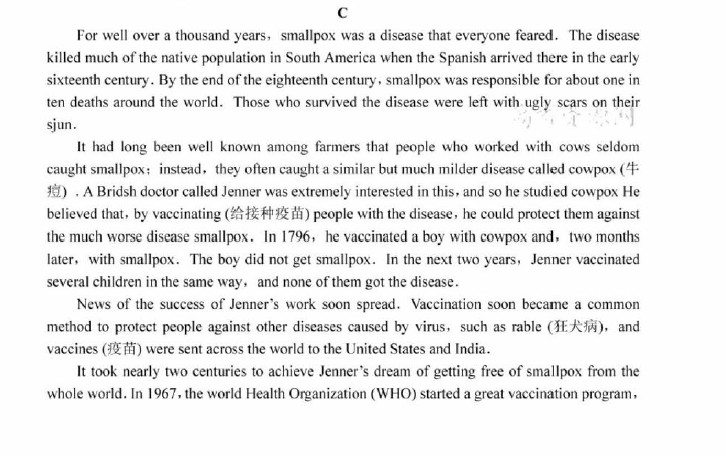 C
For well over a thousand years, smallpox was a disease that everyone feared. The disease
killed much of the native population in South America when the Spanish arrived there in the early
sixteenth century. By the end of the eighteenth century, smallpox was responsible for about one in
ten deaths around the world. Those who survived the disease were left with ugly scars on their
sjun.
It had long been well known among farmers that people who worked with cows seldom
caught smallpox; instead, they often caught a similar but much milder disease called cowpox (牛
痘) . A Bridsh doctor called Jenner was extremely interested in this, and so he studied cowpox He
believed that, by vaccinating (给接种疫苗) people with the disease, he could protect them against
the much worse disease smallpox. In 1796, he vaccinated a boy with cowpox and, two months
later, with smallpox. The boy did not get smallpox. In the next two years, Jenner vaccinated
several children in the same way, and none of them got the disease.
News of the success of Jenner's work soon spread. Vaccination soon became a common
method to protect people against other diseases caused by virus, such as rable (狂犬病), and
vaccines (疫苗) were sent across the world to the United States and India.
It took nearly two centuries to achieve Jenner's dream of getting free of smallpox from the
whole world. In 1967, the world Health Organization (WHO) started a great vaccination program,